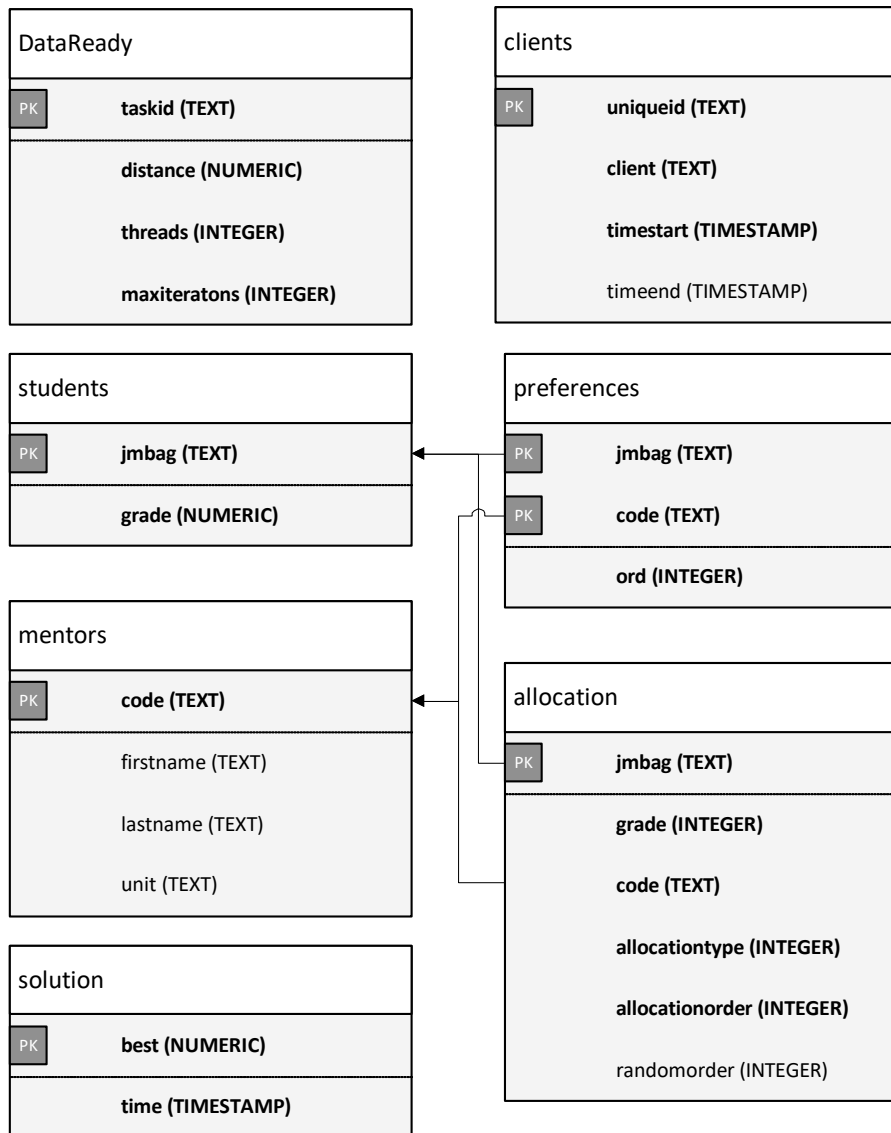 DataReady
PK taskid (TEXT)
distance (NUMERIC)
threads (INTEGER)
maxiteratons (INTEGER)
clients
PK uniqueid (TEXT)
client (TEXT)
timestart (TIMESTAMP)
timeend (TIMESTAMP)
students
PK jmbag (TEXT)
grade (NUMERIC)
preferences
PK jmbag (TEXT)
PK code (TEXT)
ord (INTEGER)
mentors
PK code (TEXT)
firstname (TEXT)
lastname (TEXT)
unit (TEXT)
allocation
PK jmbag (TEXT)
grade (INTEGER)
code (TEXT)
allocationtype (INTEGER)
allocationorder (INTEGER)
randomorder (INTEGER)
solution
PK best (NUMERIC)
time (TIMESTAMP)